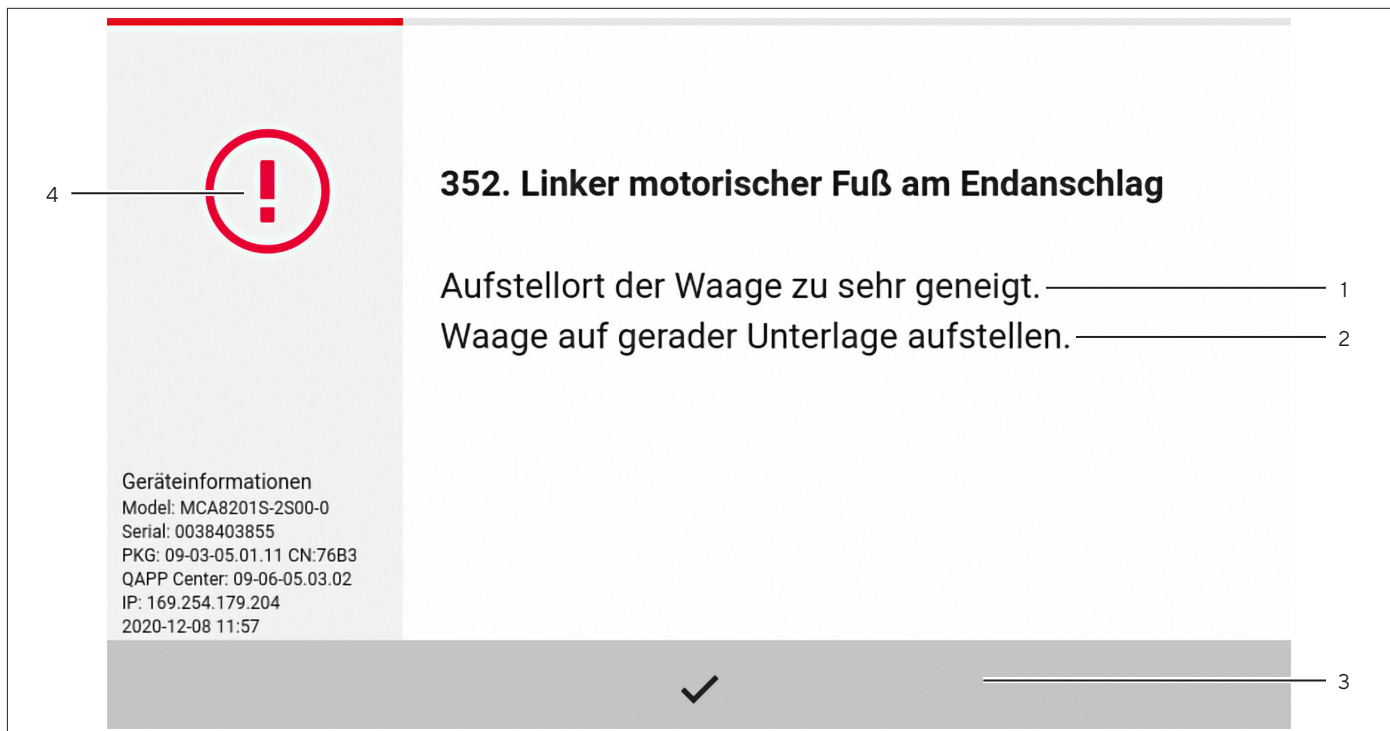 352. Linker motorischer Fuß am Endanschlag
Aufstellort der Waage zu sehr geneigt.
1
Waage auf gerader Unterlage aufstellen.
2
4
Geräteinformationen
Model: MCA8201S-2S00-0
Serial: 0038403855
PKG: 09-03-05.01.11 CN:76B3
QAPP Center: 09-06-05.03.02
IP: 169.254.179.204
2020-12-08 11:57
3